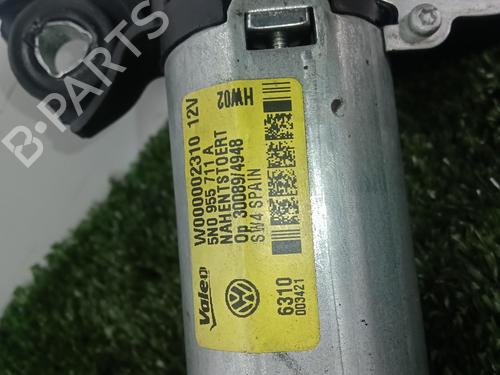 B-PARTS
Valeo
W000002310 12V
5N0 955 711 A
NAHENTSTOERT
Op 30089/4948
SW4 SPAIN
HW02
6310
003421